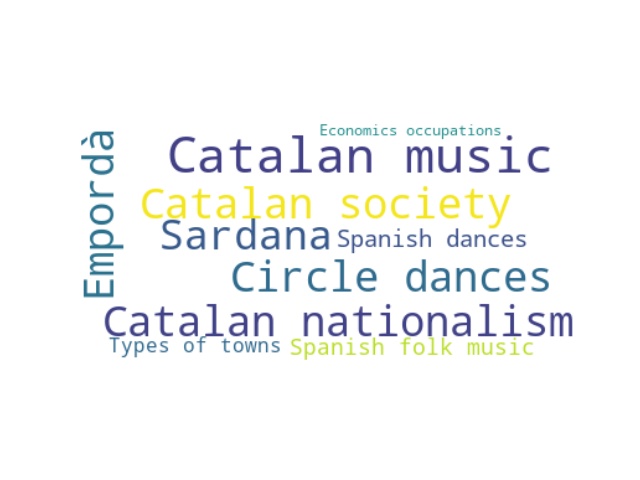 Economics occupations
Catalan music
Empordà
Catalan society
Sardana
Spanish dances
Circle dances
Catalan nationalism
Types of towns
Spanish folk music